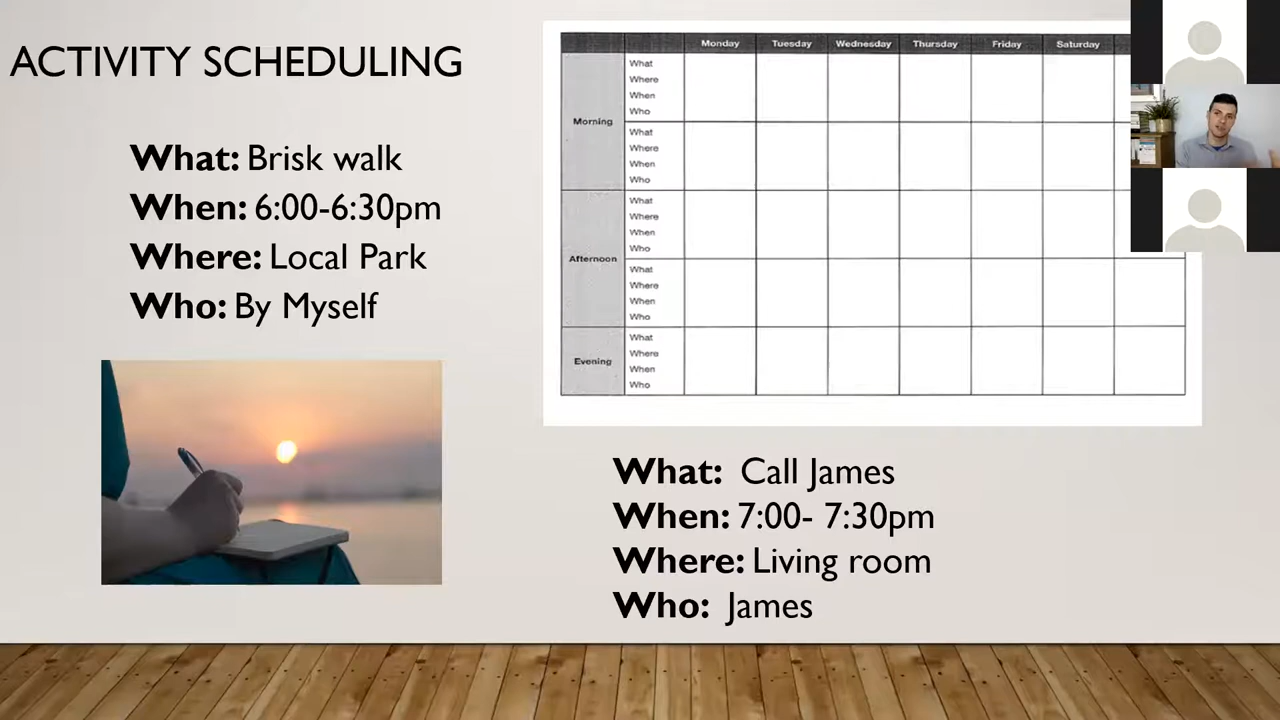 ACTIVITY SCHEDULING
What: Brisk walk
When: 6:00-6:30pm
Where: Local Park
Who: By Myself
Monday Tuesday Wednesday Thursday Friday Saturday
Morning
What
Where
When
Who
What
Where
When
Who
Afternoon
What
Where
When
Who
What
Where
When
Who
Evening
What
Where
When
Who
What: Call James
When: 7:00- 7:30pm
Where: Living room
Who: James